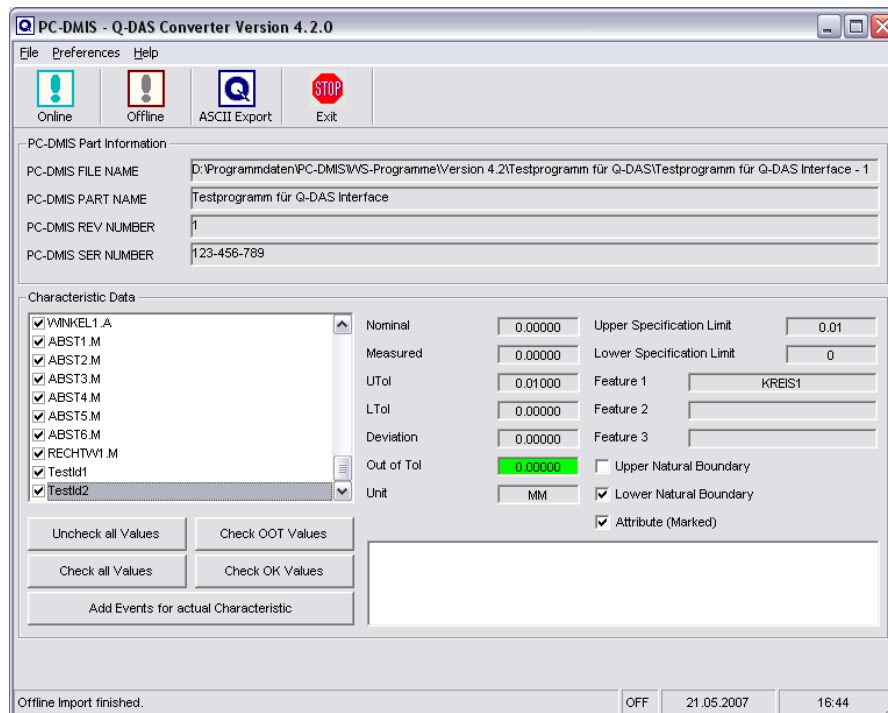 PC-DMIS - Q-DAS Converter Version 4.2.0
File Preferences Help
Online Offline ASCII Export STOP Exit
PC-DMIS Part Information
PC-DMIS FILE NAME D:\Programmdaten\PC-DMIS\WS-Programme\Version 4.2\Testprogramm für Q-DAS\Testprogramm für Q-DAS Interface - 1
PC-DMIS PART NAME Testprogramm für Q-DAS Interface
PC-DMIS REV NUMBER 1
PC-DMIS SER NUMBER 123-456-789
Characteristic Data
WINKEL1.A
ABST1.M
ABST2.M
ABST3.M
ABST4.M
ABST5.M
ABST6.M
RECHTW1.M
TestId1
TestId2
Nominal 0.00000
Measured 0.00000
UTol 0.01000
LTol 0.00000
Deviation 0.00000
Out of Tol 0.00000
Unit MM
Upper Specification Limit 0.01
Lower Specification Limit 0
Feature 1 KREIS1
Feature 2
Feature 3
Upper Natural Boundary
Lower Natural Boundary
Attribute (Marked)
Uncheck all Values Check OOT Values
Check all Values Check OK Values
Add Events for actual Characteristic
Offline Import finished. OFF 21.05.2007 16:44